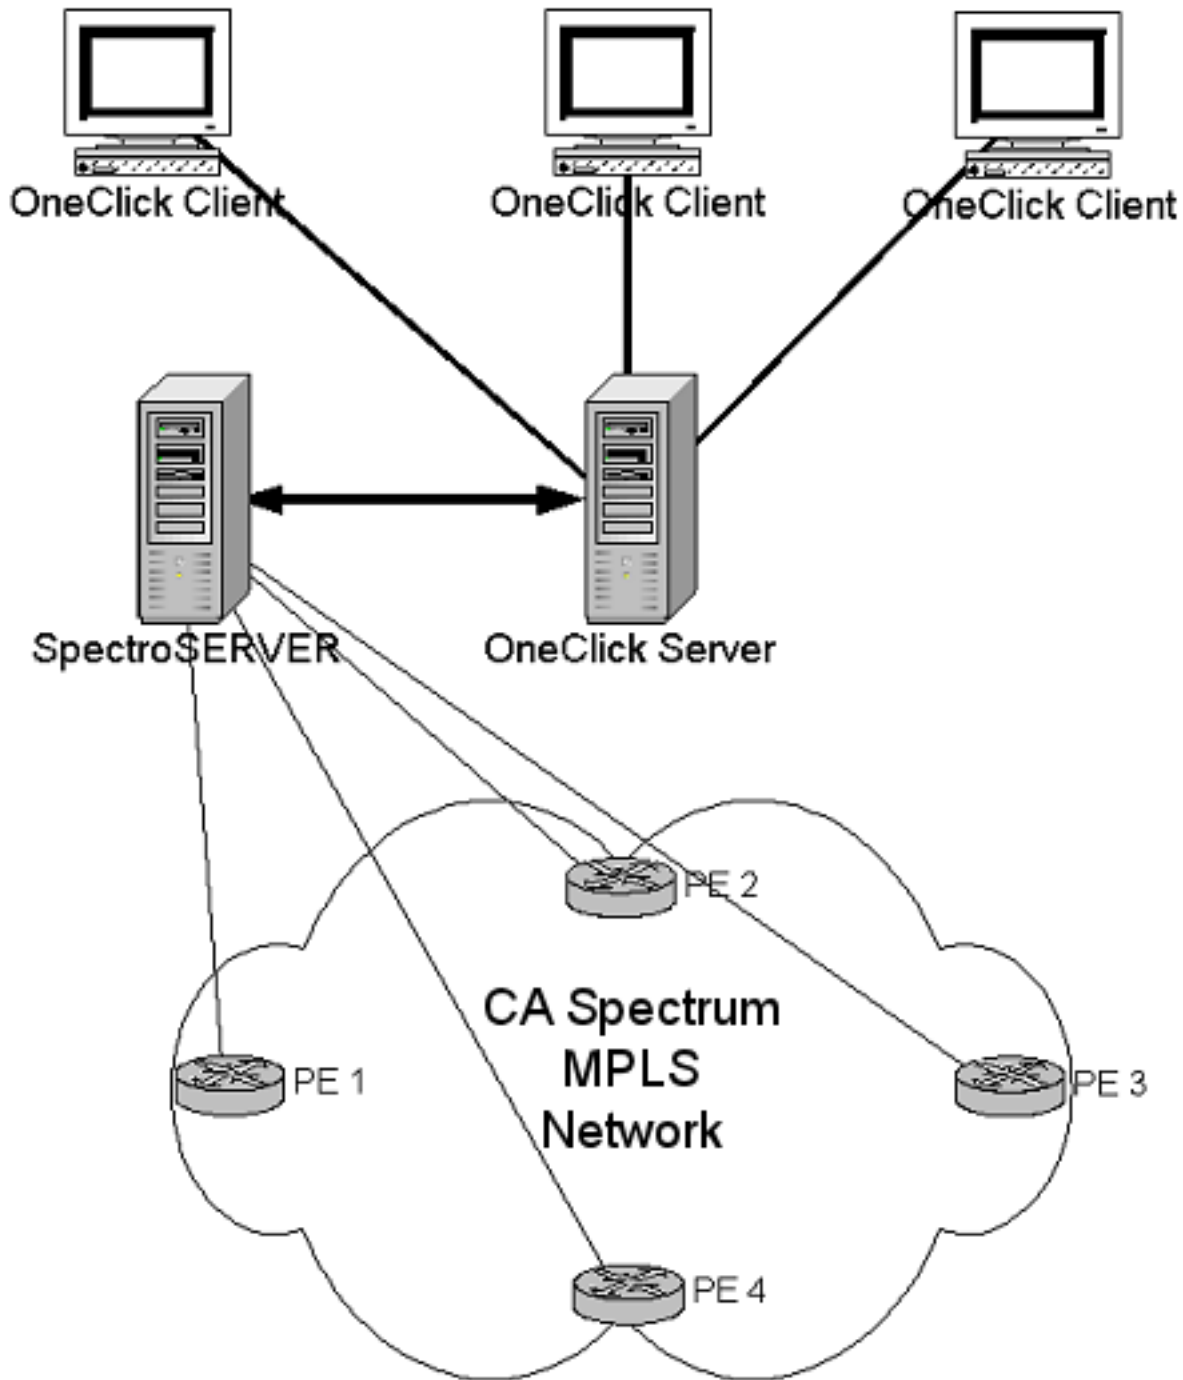 OneClick Client
OneClick Client
OneClick Client
SpectroSERVER
OneClick Server
PE 2
CA Spectrum
MPLS
Network
PE 1
PE 3
PE 4